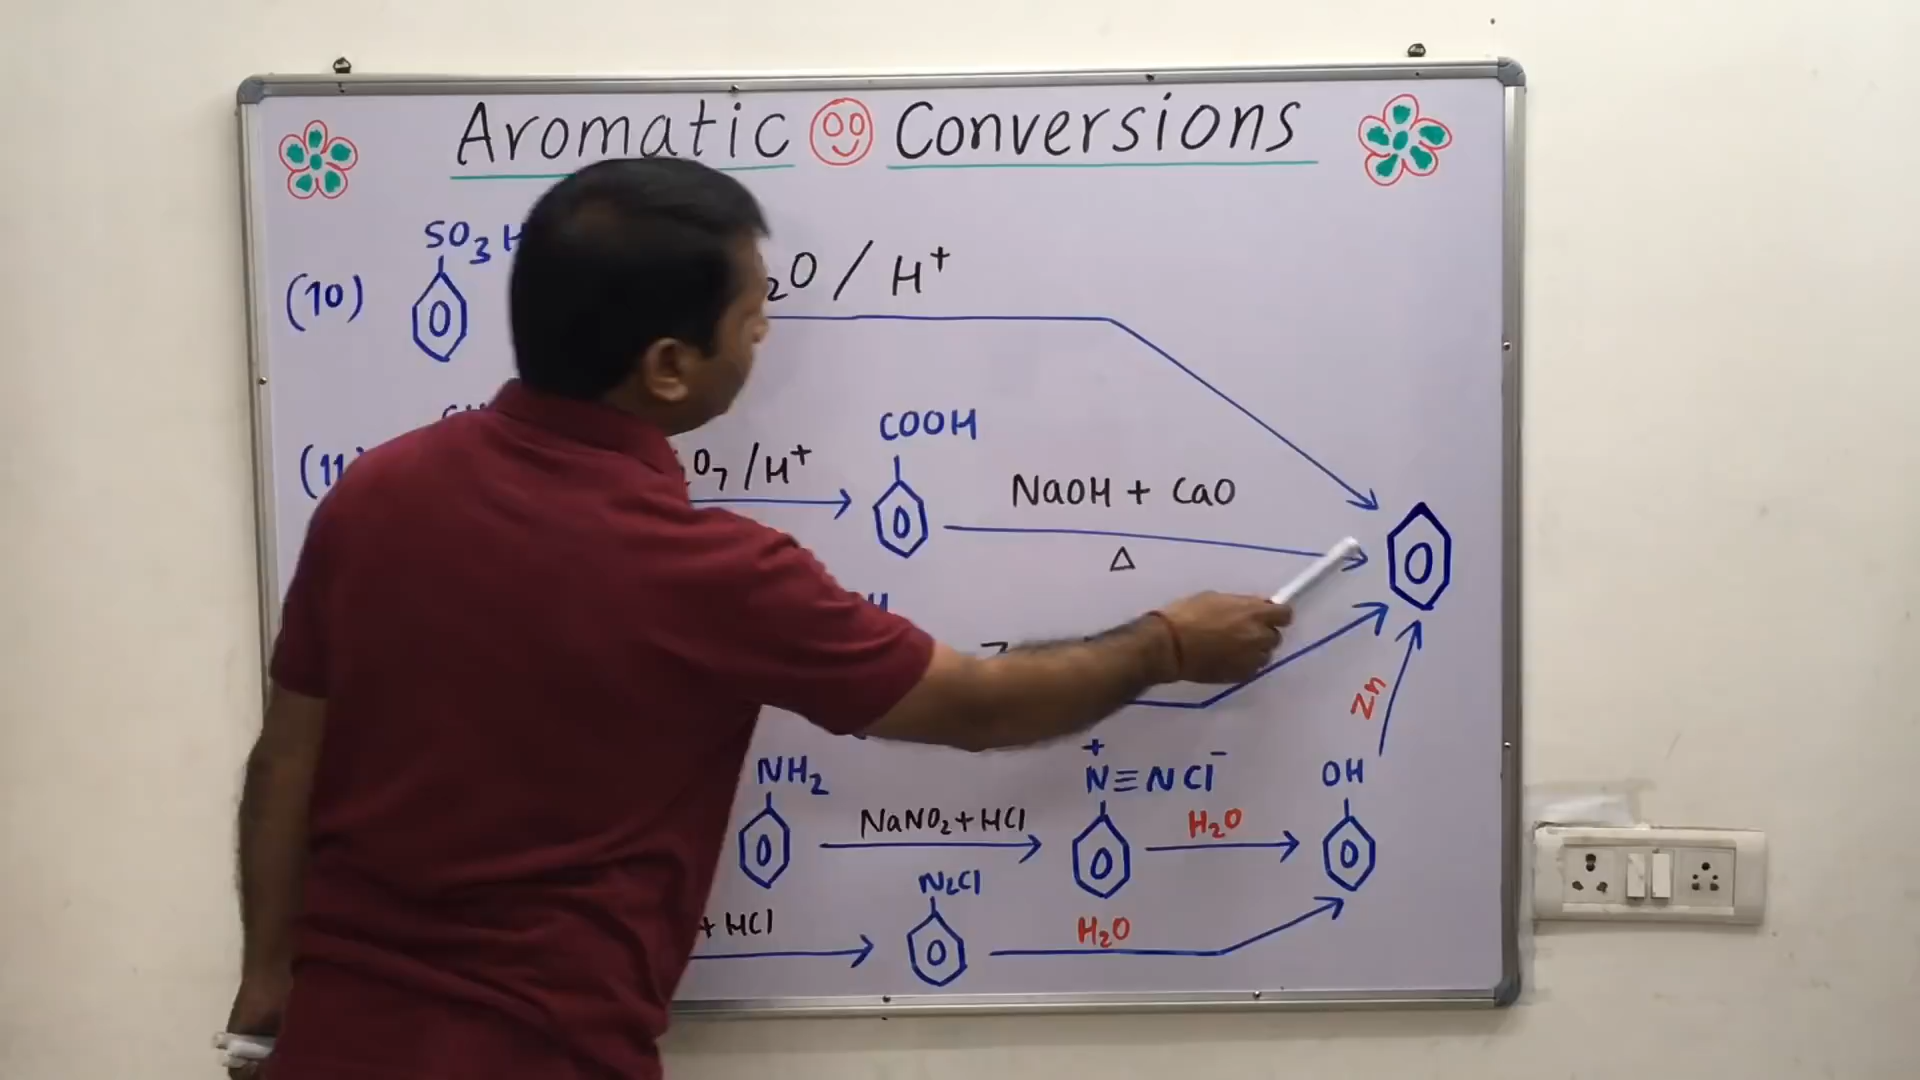 Aromatic Conversions
SO3H
(10)
2O / H+
COOH
(11
O7 /H+
NaOH + CaO
Δ
Zn
+
NH2
N≡NCl-
OH
NaNO2+HCl
H2O
N2Cl
+ HCl
H2O